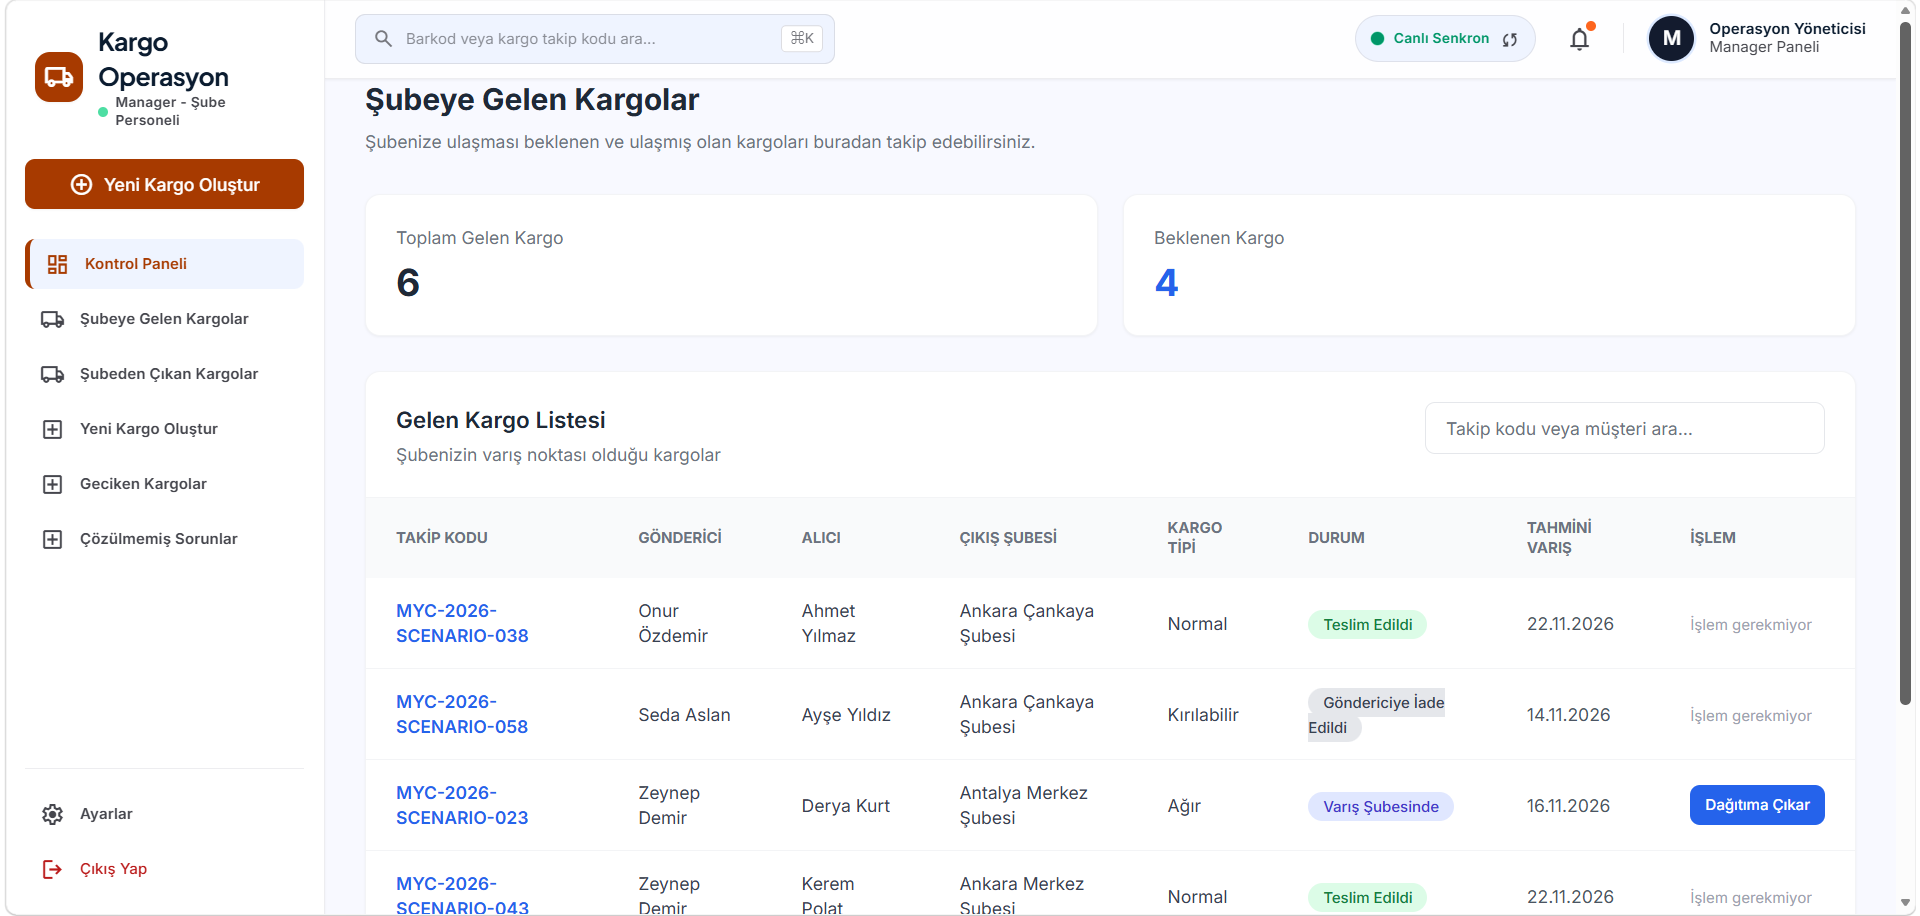 Kargo
Operasyon
Manager - Şube
Personeli
Yeni Kargo Oluştur
Kontrol Paneli
Şubeye Gelen Kargolar
Şubeden Çıkan Kargolar
Yeni Kargo Oluştur
Geciken Kargolar
Çözülmemiş Sorunlar
Ayarlar
Çıkış Yap
Barkod veya kargo takip kodu ara...
⌘K
Canlı Senkron
M
Operasyon Yöneticisi
Manager Paneli
Şubeye Gelen Kargolar
Şubenize ulaşması beklenen ve ulaşmış olan kargoları buradan takip edebilirsiniz.
Toplam Gelen Kargo
6
Beklenen Kargo
4
Gelen Kargo Listesi
Şubenizin varış noktası olduğu kargolar
Takip kodu veya müşteri ara...
TAKİP KODU
GÖNDERİCİ
ALICI
ÇIKIŞ ŞUBESİ
KARGO
TİPİ
DURUM
TAHMİNİ
VARIŞ
İŞLEM
MYC-2026-
SCENARIO-038
Onur
Özdemir
Ahmet
Yılmaz
Ankara Çankaya
Şubesi
Normal
Teslim Edildi
22.11.2026
İşlem gerekmiyor
MYC-2026-
SCENARIO-058
Seda Aslan
Ayşe Yıldız
Ankara Çankaya
Şubesi
Kırılabilir
Göndericiye İade
Edildi
14.11.2026
İşlem gerekmiyor
MYC-2026-
SCENARIO-023
Zeynep
Demir
Derya Kurt
Antalya Merkez
Şubesi
Ağır
Varış Şubesinde
16.11.2026
Dağıtıma Çıkar
MYC-2026-
SCENARIO-043
Zeynep
Demir
Kerem
Polat
Ankara Merkez
Şubesi
Normal
Teslim Edildi
22.11.2026
İşlem gerekmiyor